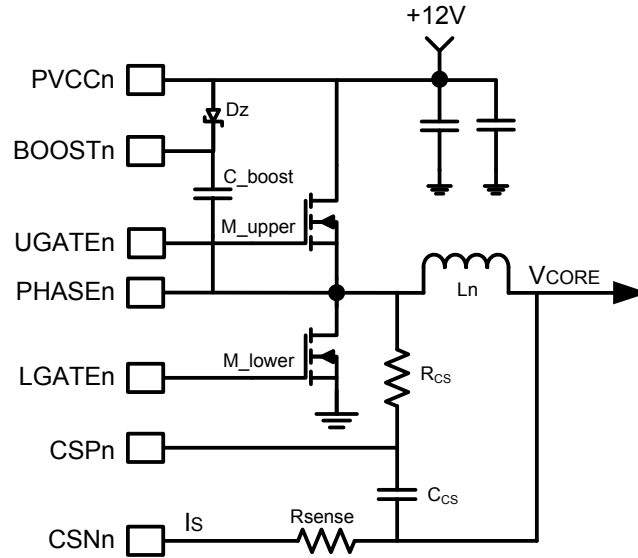 +12V
PVCCn
Dz
BOOSTn
C_boost
M_upper
UGATEn
PHASEn
Ln
VCORE
M_lower
LGATEn
RCS
CSPn
CCS
CSNn
IS
Rsense